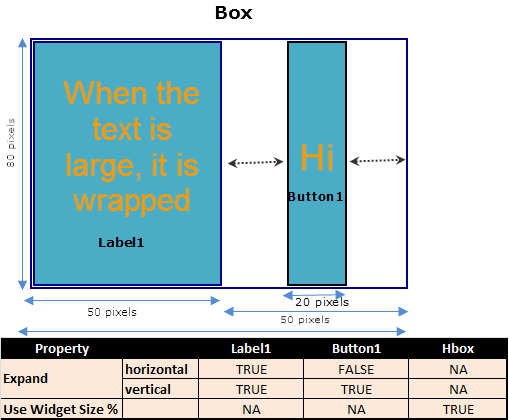 Box
When the
text is
large, it is
wrapped
Label1
Hi
Button1
80 pixels
50 pixels
20 pixels
50 pixels
Property Label1 Button1 Hbox
Expand horizontal TRUE FALSE NA
vertical TRUE TRUE NA
Use Widget Size % NA NA TRUE